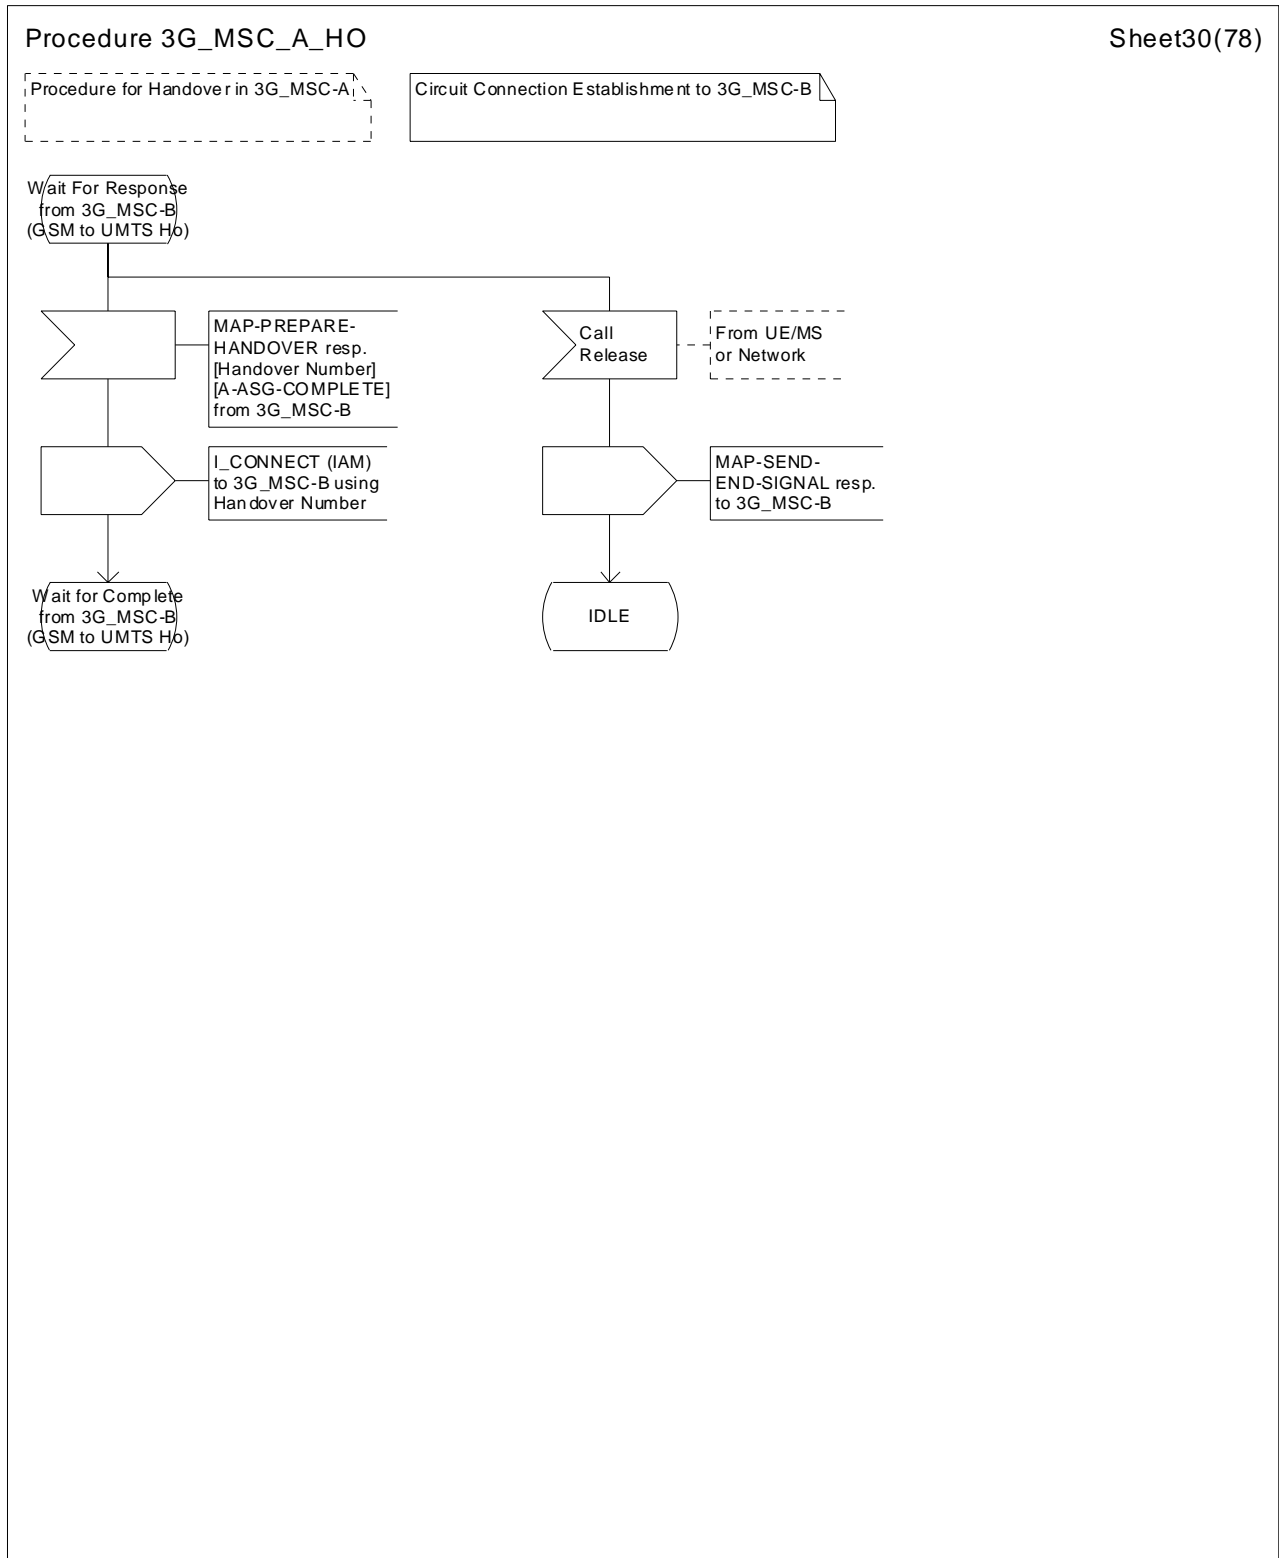 Procedure 3G_MSC_A_HO
Sheet30(78)
Procedure for Handover in 3G_MSC-A
Circuit Connection Establishment to 3G_MSC-B
Wait For Response
from 3G_MSC-B
(GSM to UMTS Ho)
MAP-PREPARE-
HANDOVER resp.
[Handover Number]
[A-ASG-COMPLETE]
from 3G_MSC-B
Call
Release
From UE/MS
or Network
I_CONNECT (IAM)
to 3G_MSC-B using
Handover Number
MAP-SEND-
END-SIGNAL resp.
to 3G_MSC-B
Wait for Complete
from 3G_MSC-B
(GSM to UMTS Ho)
IDLE